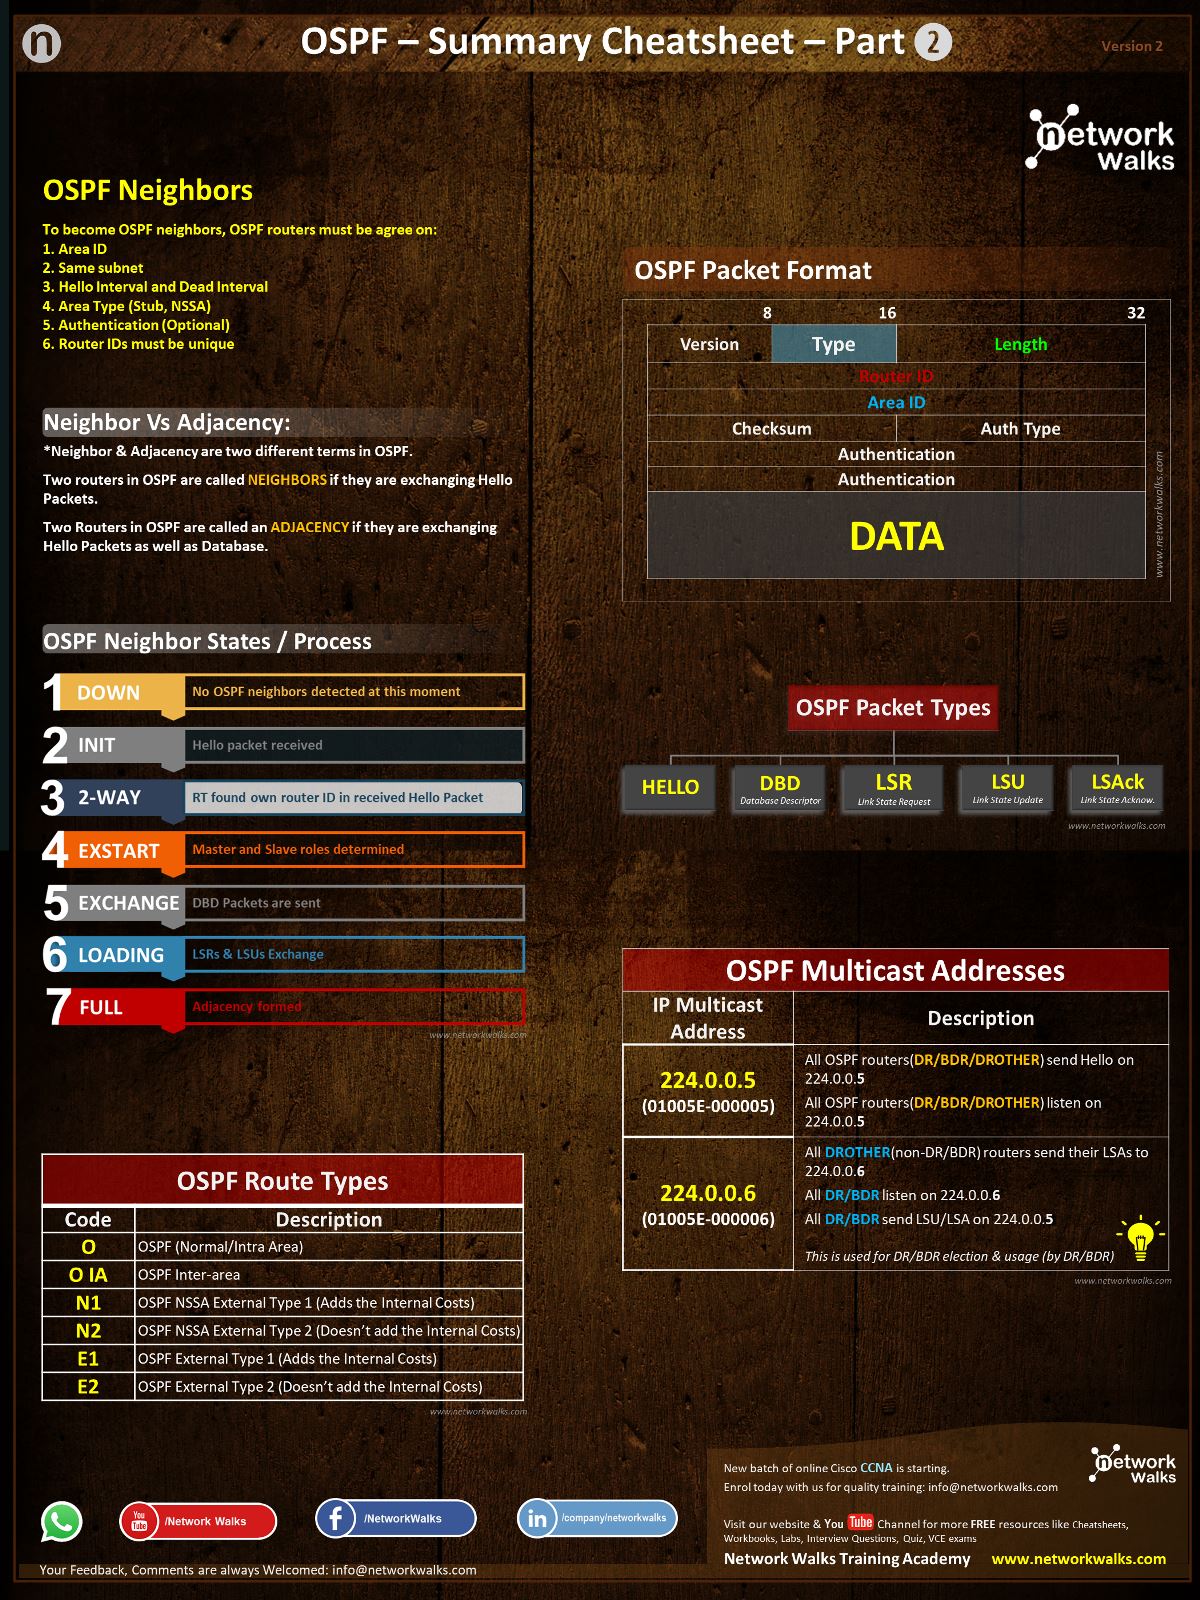 n
OSPF – Summary Cheatsheet – Part 2
Version 2
network
Walks
OSPF Neighbors
To become OSPF neighbors, OSPF routers must be agree on:
1. Area ID
2. Same subnet
3. Hello Interval and Dead Interval
4. Area Type (Stub, NSSA)
5. Authentication (Optional)
6. Router IDs must be unique
Neighbor Vs Adjacency:
*Neighbor & Adjacency are two different terms in OSPF.
Two routers in OSPF are called NEIGHBORS if they are exchanging Hello
Packets.
Two Routers in OSPF are called an ADJACENCY if they are exchanging
Hello Packets as well as Database.
OSPF Neighbor States / Process
1 DOWN No OSPF neighbors detected at this moment
2 INIT Hello packet received
3 2-WAY RT found own router ID in received Hello Packet
4 EXSTART Master and Slave roles determined
5 EXCHANGE DBD Packets are sent
6 LOADING LSRs & LSUs Exchange
7 FULL Adjacency formed
www.networkwalks.com
OSPF Route Types
Code Description
O OSPF (Normal/Intra Area)
O IA OSPF Inter-area
N1 OSPF NSSA External Type 1 (Adds the Internal Costs)
N2 OSPF NSSA External Type 2 (Doesn't add the Internal Costs)
E1 OSPF External Type 1 (Adds the Internal Costs)
E2 OSPF External Type 2 (Doesn't add the Internal Costs)
www.networkwalks.com
OSPF Packet Format
8 16 32
Version Type Length
Router ID
Area ID
Checksum Auth Type
Authentication
Authentication
DATA
www.networkwalks.com
OSPF Packet Types
HELLO
DBD
Database Descriptor
LSR
Link State Request
LSU
Link State Update
LSAck
Link State Acknow.
www.networkwalks.com
OSPF Multicast Addresses
IP Multicast
Address
Description
224.0.0.5
(01005E-000005)
All OSPF routers(DR/BDR/DROTHER) send Hello on
224.0.0.5
All OSPF routers(DR/BDR/DROTHER) listen on
224.0.0.5
224.0.0.6
(01005E-000006)
All DROTHER(non-DR/BDR) routers send their LSAs to
224.0.0.6
All DR/BDR listen on 224.0.0.6
All DR/BDR send LSU/LSA on 224.0.0.5
This is used for DR/BDR election & usage (by DR/BDR)
www.networkwalks.com
network
Walks
New batch of online Cisco CCNA is starting.
Enrol today with us for quality training: info@networkwalks.com
Visit our website & You Tube Channel for more FREE resources like Cheatsheets,
Workbooks, Labs, Interview Questions, Quiz, VCE exams
Network Walks Training Academy www.networkwalks.com
You Tube /Network Walks
f /NetworkWalks
in /company/networkwalks
Your Feedback, Comments are always Welcomed: info@networkwalks.com